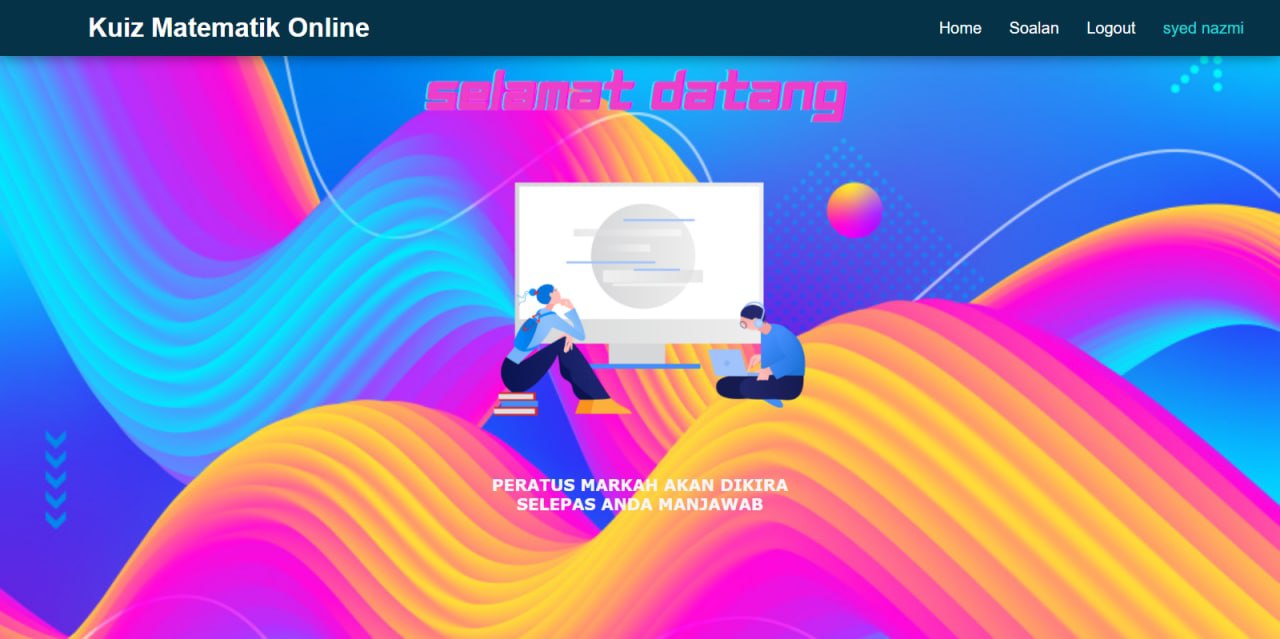 Kuiz Matematik Online
Home Soalan Logout syed nazmi
selamat datang
PERATUS MARKAH AKAN DIKIRA
SELEPAS ANDA MANJAWAB